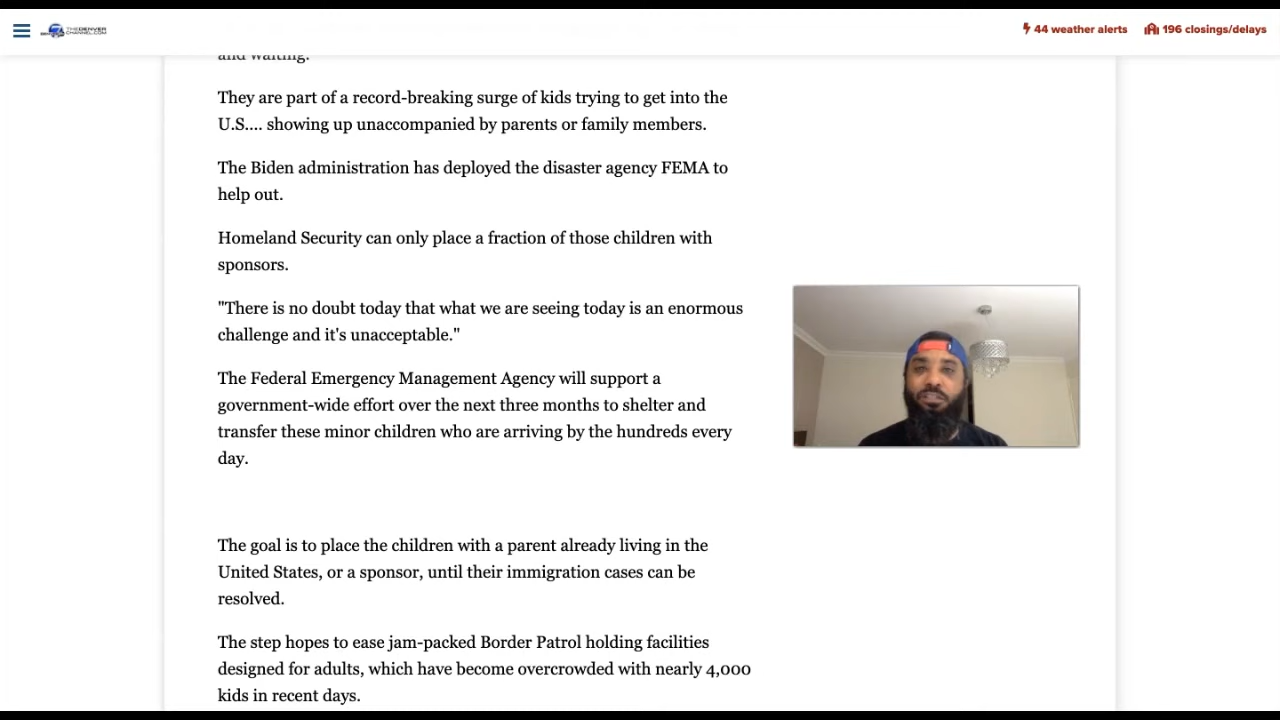 THE DENVER
CHANNEL.COM
44 weather alerts
196 closings/delays
and waiting.
They are part of a record-breaking surge of kids trying to get into the
U.S.... showing up unaccompanied by parents or family members.
The Biden administration has deployed the disaster agency FEMA to
help out.
Homeland Security can only place a fraction of those children with
sponsors.
"There is no doubt today that what we are seeing today is an enormous
challenge and it's unacceptable."
The Federal Emergency Management Agency will support a
government-wide effort over the next three months to shelter and
transfer these minor children who are arriving by the hundreds every
day.
The goal is to place the children with a parent already living in the
United States, or a sponsor, until their immigration cases can be
resolved.
The step hopes to ease jam-packed Border Patrol holding facilities
designed for adults, which have become overcrowded with nearly 4,000
kids in recent days.